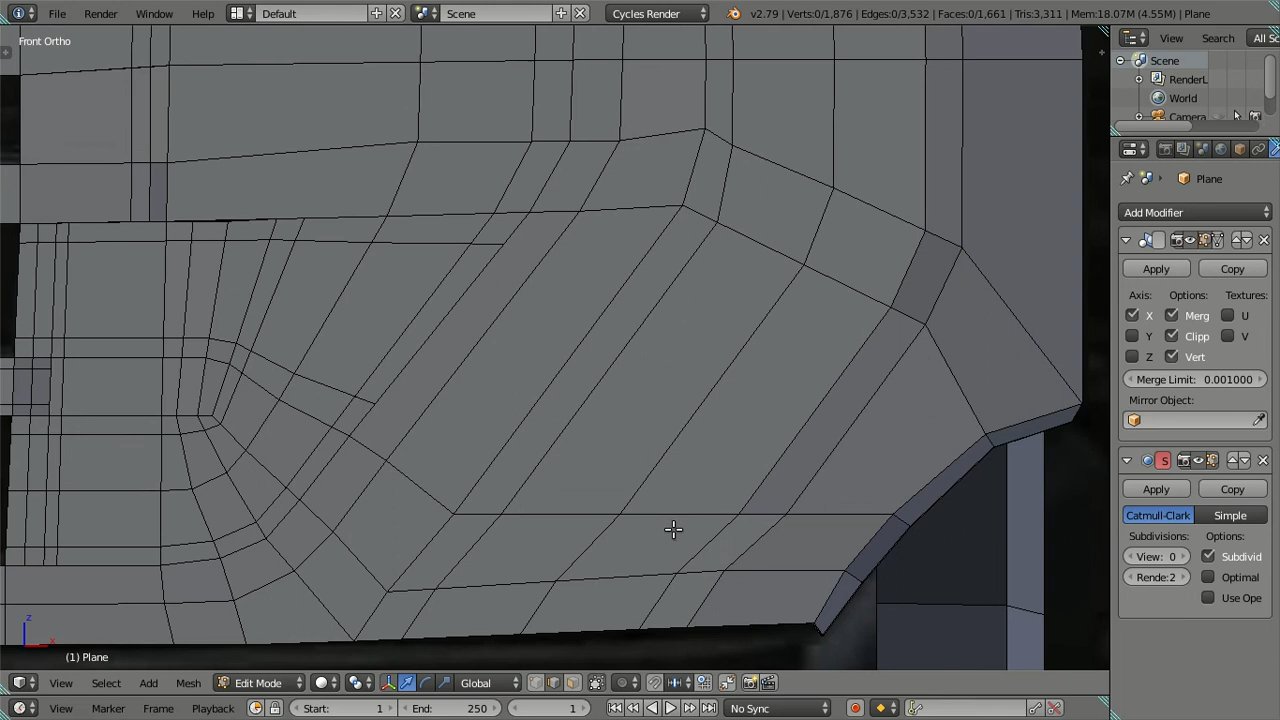 File Render Window Help Default Scene Cycles Render v2.79 | Verts:0/1,876 | Edges:0/3,532 | Faces:0/1,661 | Tris:3,311 | Mem:18.07M (4.55M) | Plane
Front Ortho
View Search All Sc
Scene
RenderL
World
Camera
Plane
Add Modifier
Apply Copy
Axis: Options: Textures:
X Merg U
Y Clipp V
Z Vert
Merge Limit: 0.001000
Mirror Object:
S
Apply Copy
Catmull-Clark Simple
Subdivisions: Options:
View: 0 Subdivid
Rende:2 Optimal
Use Ope
z
x
(1) Plane
View Select Add Mesh Edit Mode Global
View Marker Frame Playback Start: 1 End: 250 1 No Sync